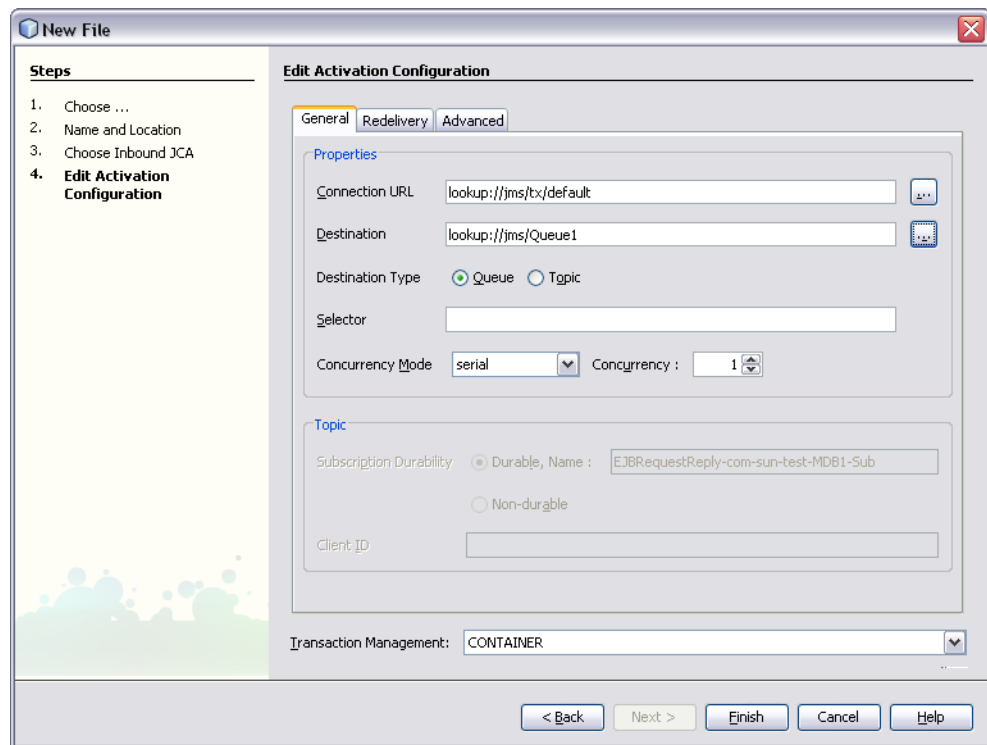 New File
Steps
1. Choose ...
2. Name and Location
3. Choose Inbound JCA
4. Edit Activation
Configuration
Edit Activation Configuration
General Redelivery Advanced
Properties
Connection URL lookup://jms/tx/default ...
Destination lookup://jms/Queue1 ...
Destination Type Queue Topic
Selector
Concurrency Mode serial Concurrency : 1
Topic
Subscription Durability Durable, Name : EJBRequestReply-com-sun-test-MDB1-Sub
Non-durable
Client ID
Transaction Management: CONTAINER
< Back Next > Finish Cancel Help